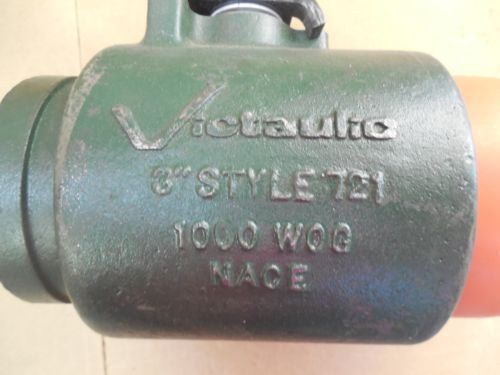 Victaulic
3" STYLE 721
1000 WOG
NACE